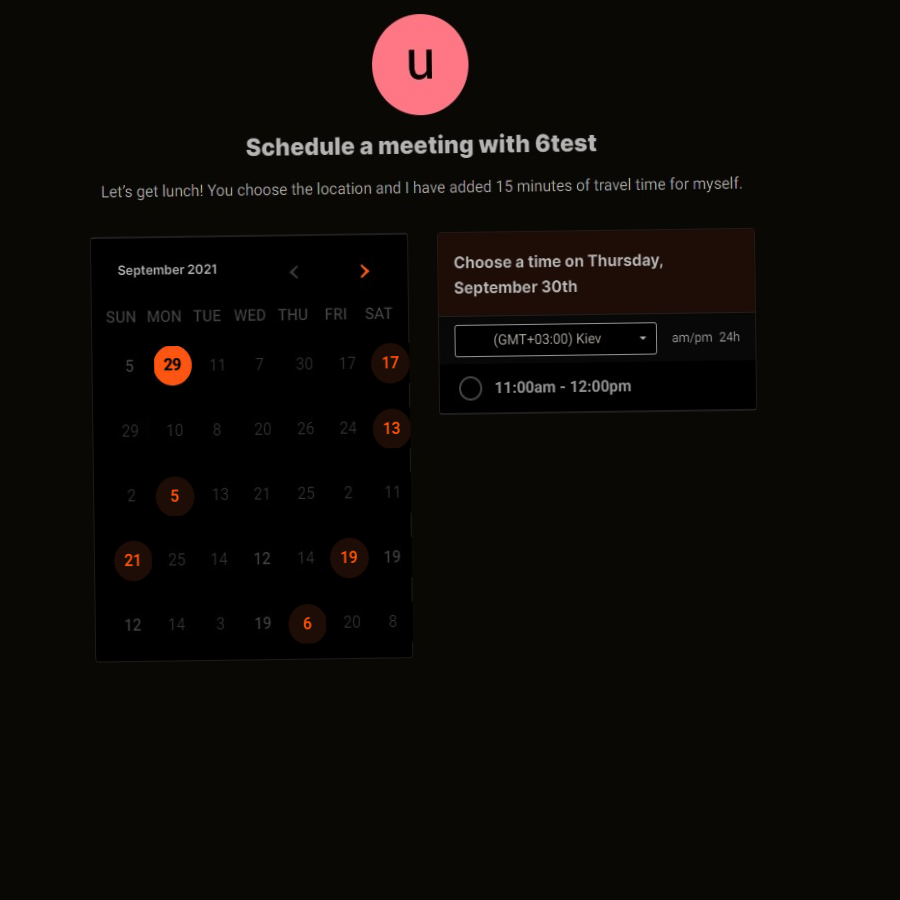 u
Schedule a meeting with 6test
Let's get lunch! You choose the location and I have added 15 minutes of travel time for myself.
September 2021
SUN MON TUE WED THU FRI SAT
5 29 11 7 30 17 17
29 10 8 20 26 24 13
2 5 13 21 25 2 11
21 25 14 12 14 19 19
12 14 3 19 6 20 8
Choose a time on Thursday,
September 30th
(GMT+03:00) Kiev am/pm 24h
11:00am - 12:00pm